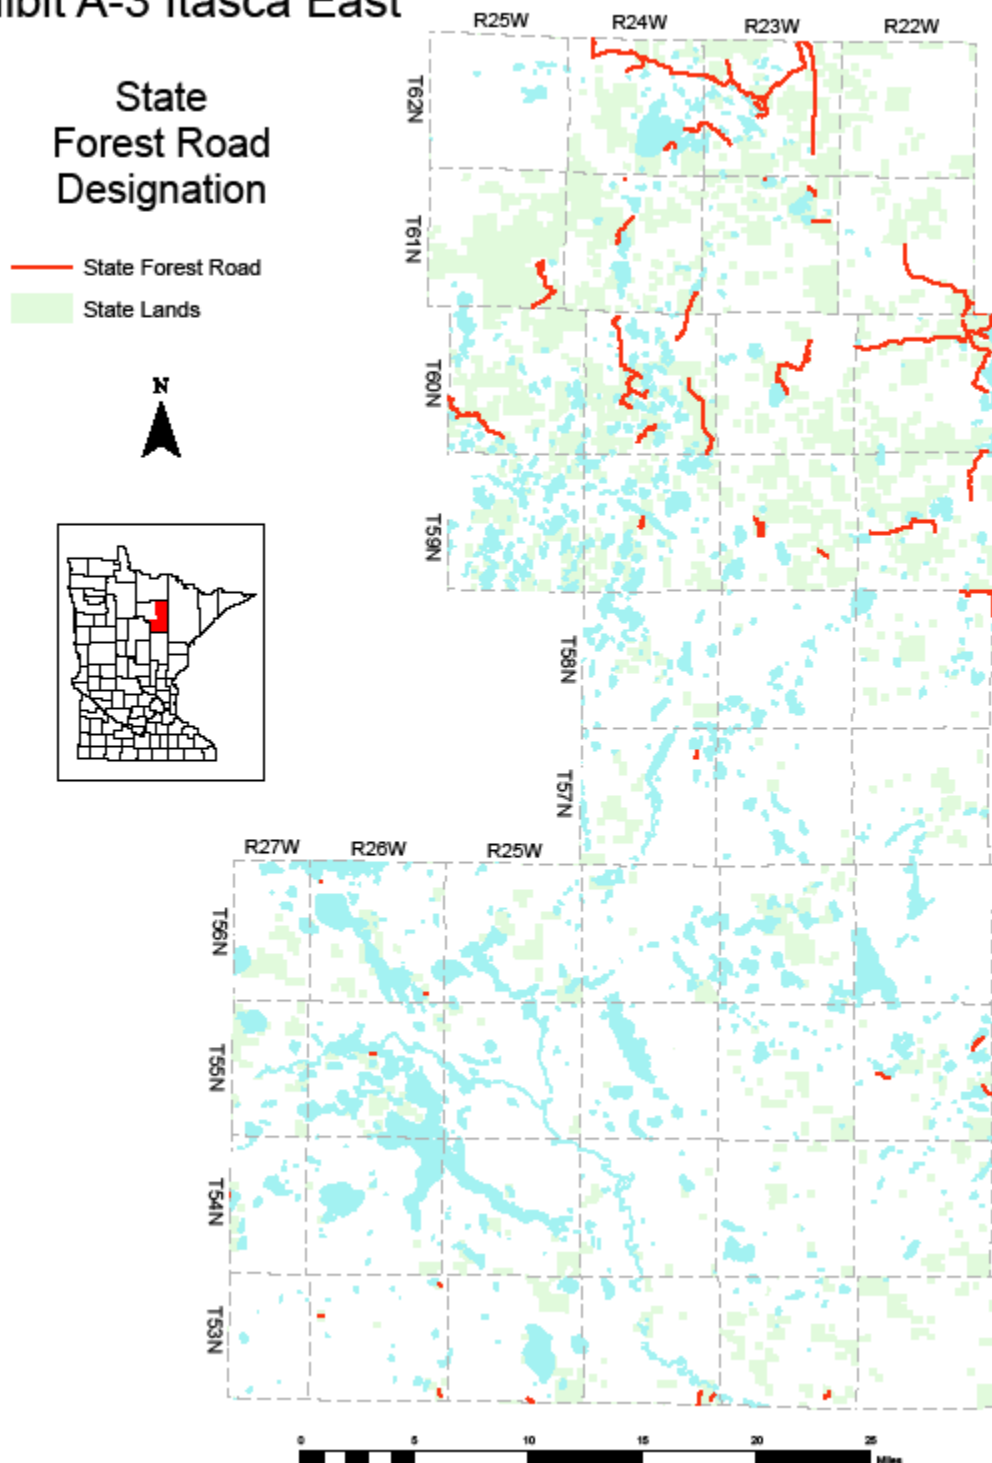 ibit A-3 Itasca East
R25W R24W R23W R22W
State
Forest Road
Designation
State Forest Road
State Lands
N
T62N
T61N
T60N
T59N
T58N
T57N
R27W R26W R25W
T56N
T55N
T54N
T53N
0 5 10 15 20 25
Miles